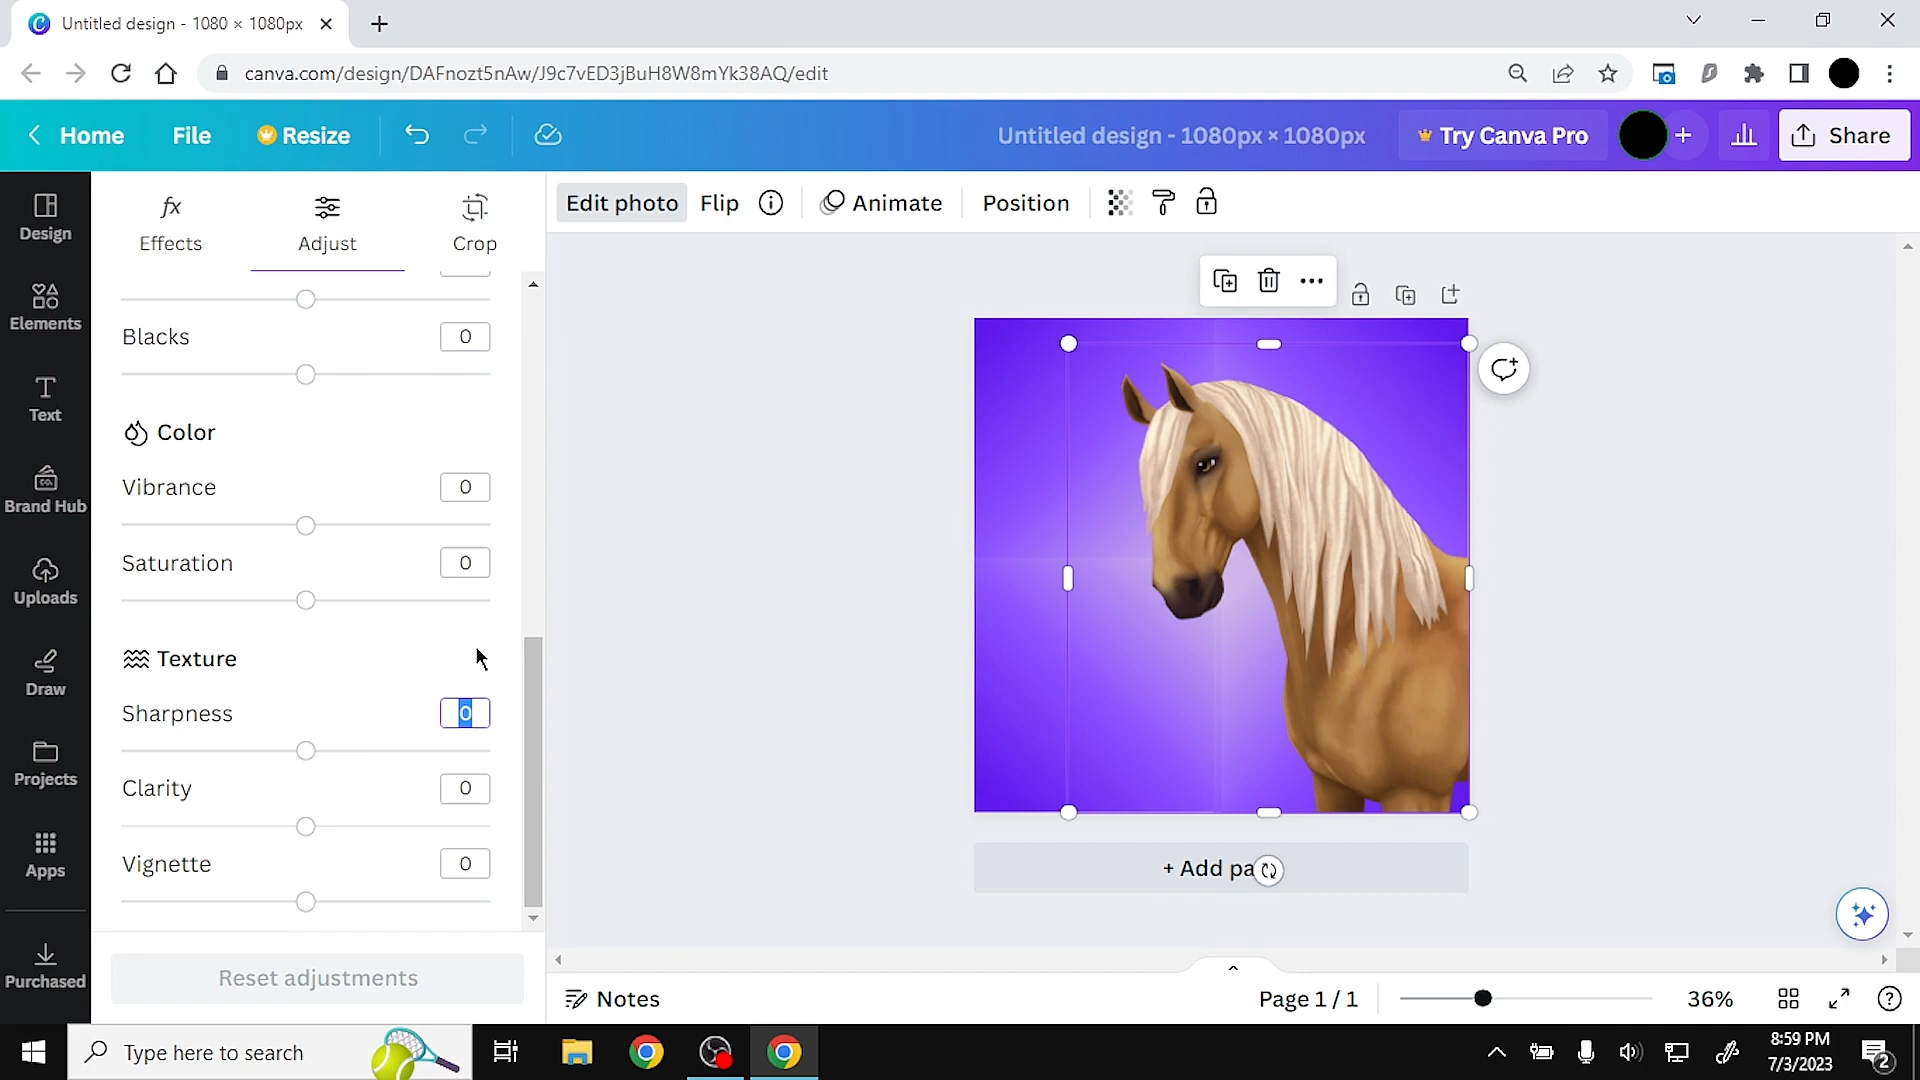 Untitled design - 1080 × 1080px
canva.com/design/DAFnozt5nAw/J9c7vED3jBuH8W8mYk38AQ/edit
Home File Resize Untitled design - 1080px × 1080px Try Canva Pro Share
Design
Elements
Text
Brand Hub
Uploads
Draw
Projects
Apps
Purchased
fx
Effects Adjust Crop
Edit photo Flip Animate Position
Blacks 0
Color
Vibrance 0
Saturation 0
Texture
Sharpness 0
Clarity 0
Vignette 0
Reset adjustments
+ Add pa
Notes Page 1 / 1 36%
Type here to search
8:59 PM
7/3/2023
2